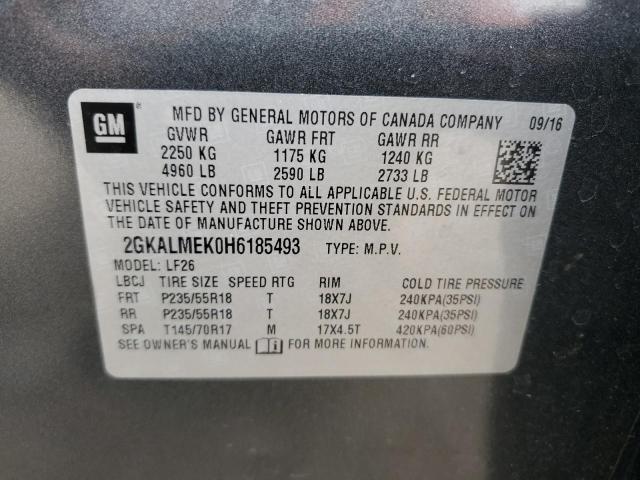 GM
MFD BY GENERAL MOTORS OF CANADA COMPANY 09/16
GVWR GAWR FRT GAWR RR
2250 KG 1175 KG 1240 KG
4960 LB 2590 LB 2733 LB
THIS VEHICLE CONFORMS TO ALL APPLICABLE U.S. FEDERAL MOTOR
VEHICLE SAFETY AND THEFT PREVENTION STANDARDS IN EFFECT ON
THE DATE OF MANUFACTURE SHOWN ABOVE.
2GKALMEK0H6185493 TYPE: M.P.V.
MODEL: LF26
LBCJ TIRE SIZE SPEED RTG RIM COLD TIRE PRESSURE
FRT P235/55R18 T 18X7J 240KPA(35PSI)
RR P235/55R18 T 18X7J 240KPA(35PSI)
SPA T145/70R17 M 17X4.5T 420KPA(60PSI)
SEE OWNER'S MANUAL FOR MORE INFORMATION.